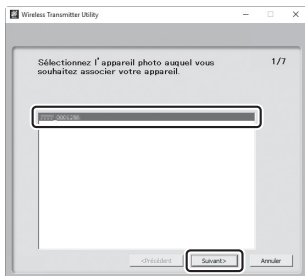 Wireless Transmitter Utility
Sélectionnez l'appareil photo auquel vous
souhaitez associer votre appareil.
1/7
<Précédent
Suivant>
Annuler